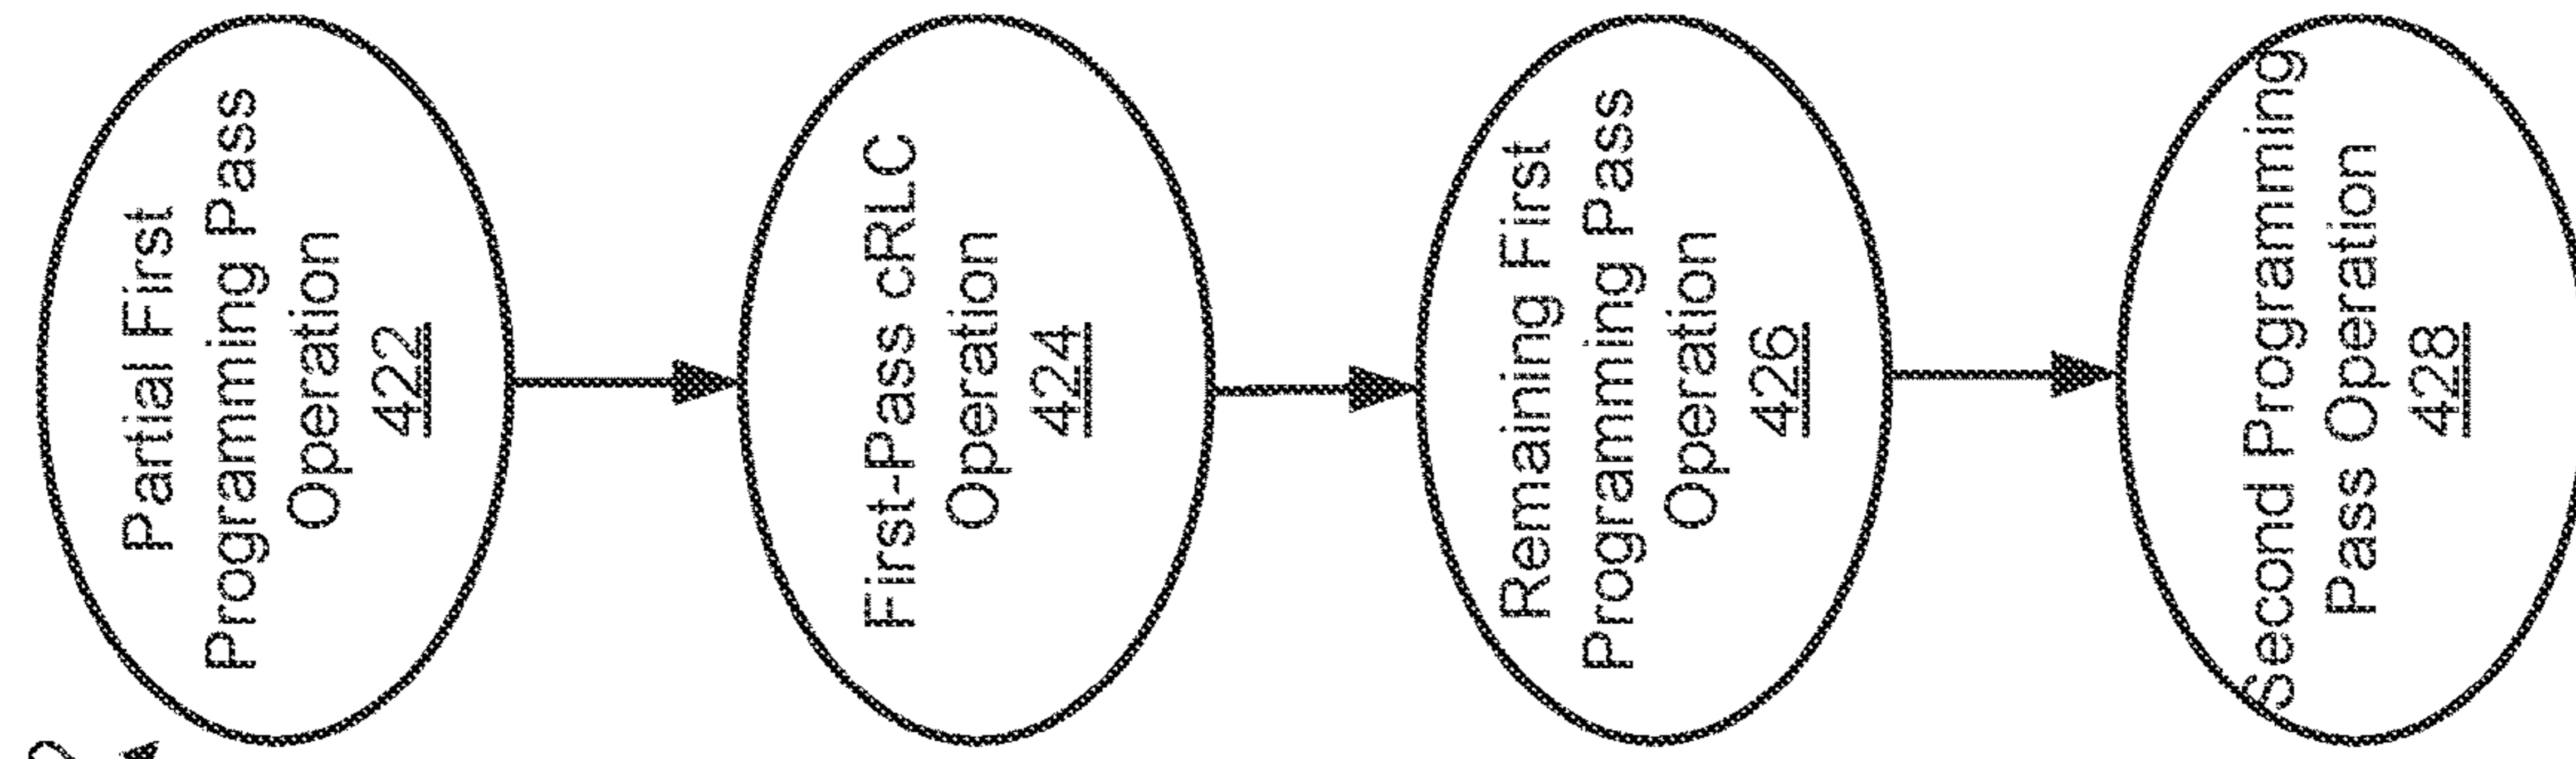 Partial First
Programming Pass
Operation
422
First-Pass cRLC
Operation
424
Remaining First
Programming Pass
Operation
426
Second Programming
Pass Operation
428